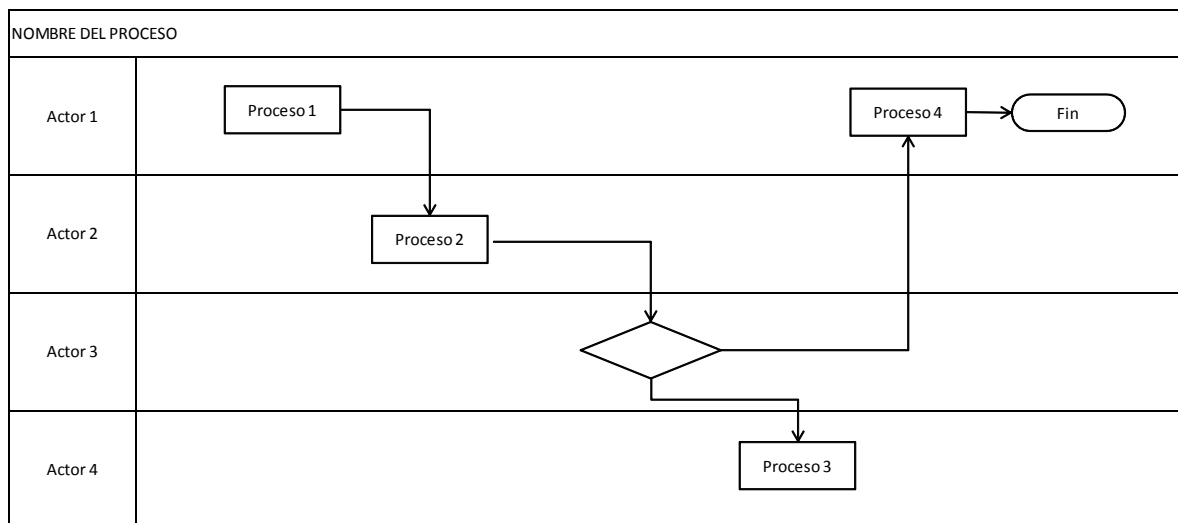 NOMBRE DEL PROCESO
Actor 1
Proceso 1
Proceso 4
Fin
Actor 2
Proceso 2
Actor 3
Actor 4
Proceso 3